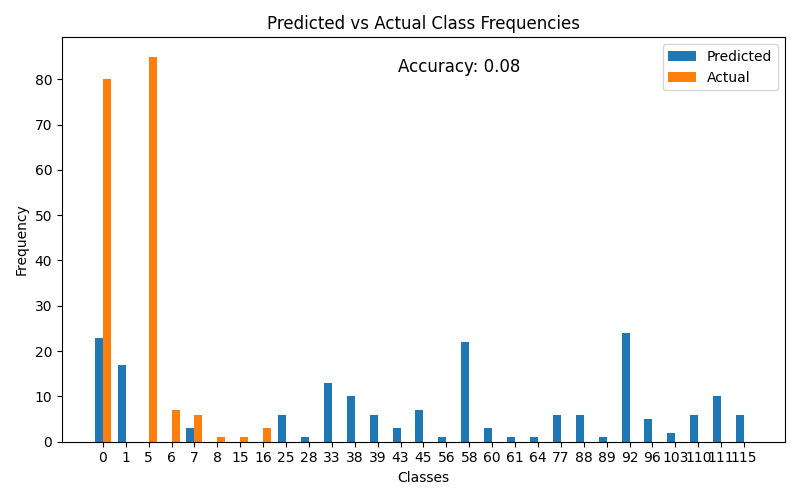 Predicted vs Actual Class Frequencies
Accuracy: 0.08
Predicted
Actual
Frequency
80
70
60
50
40
30
20
10
0
0 1 5 6 7 8 15 16 25 28 33 38 39 43 45 56 58 60 61 64 77 88 89 92 96 103 110 111 115
Classes